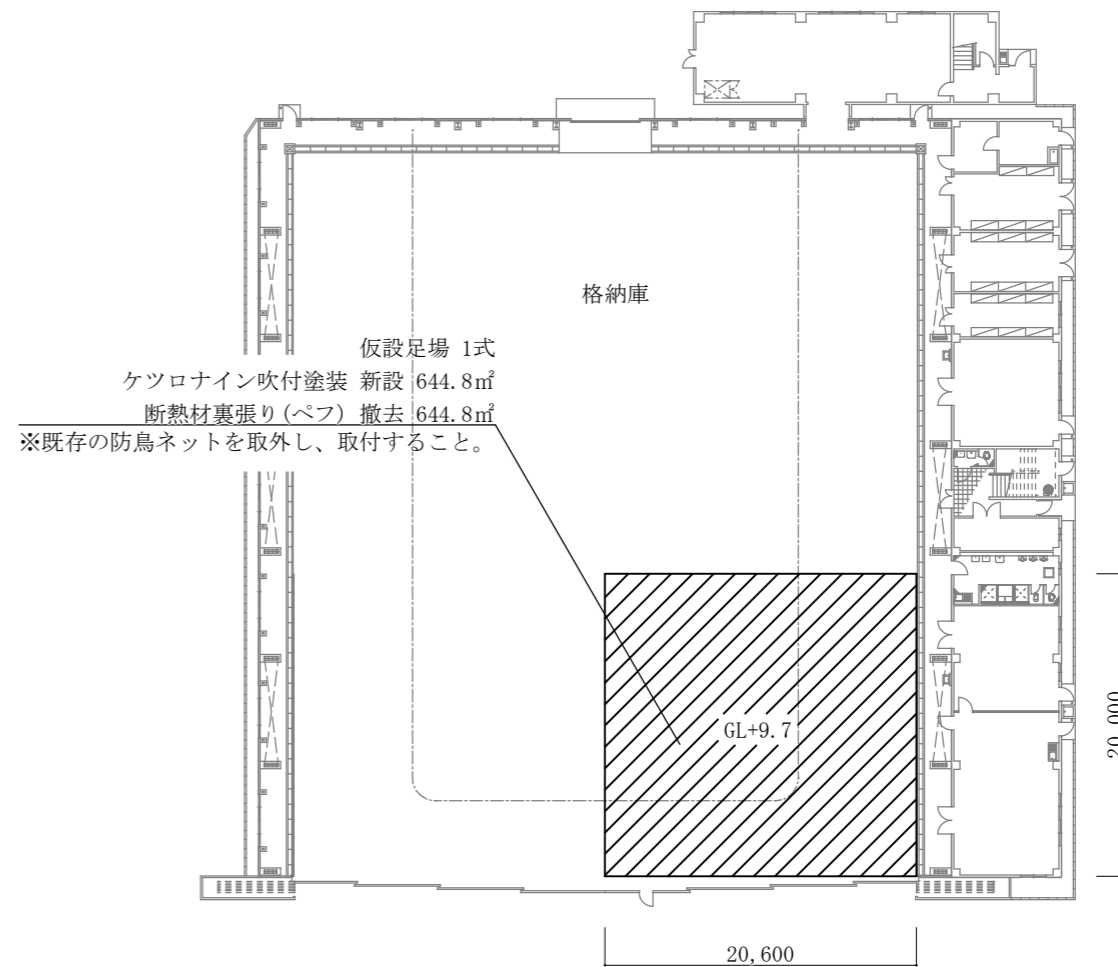 格納庫
仮設足場 1式
ケツロナイン吹付塗装 新設 644.8㎡
断熱材裏張り(ペフ) 撤去 644.8㎡
※既存の防鳥ネットを取外し、取付すること。
GL+9.7
20,000
20,600